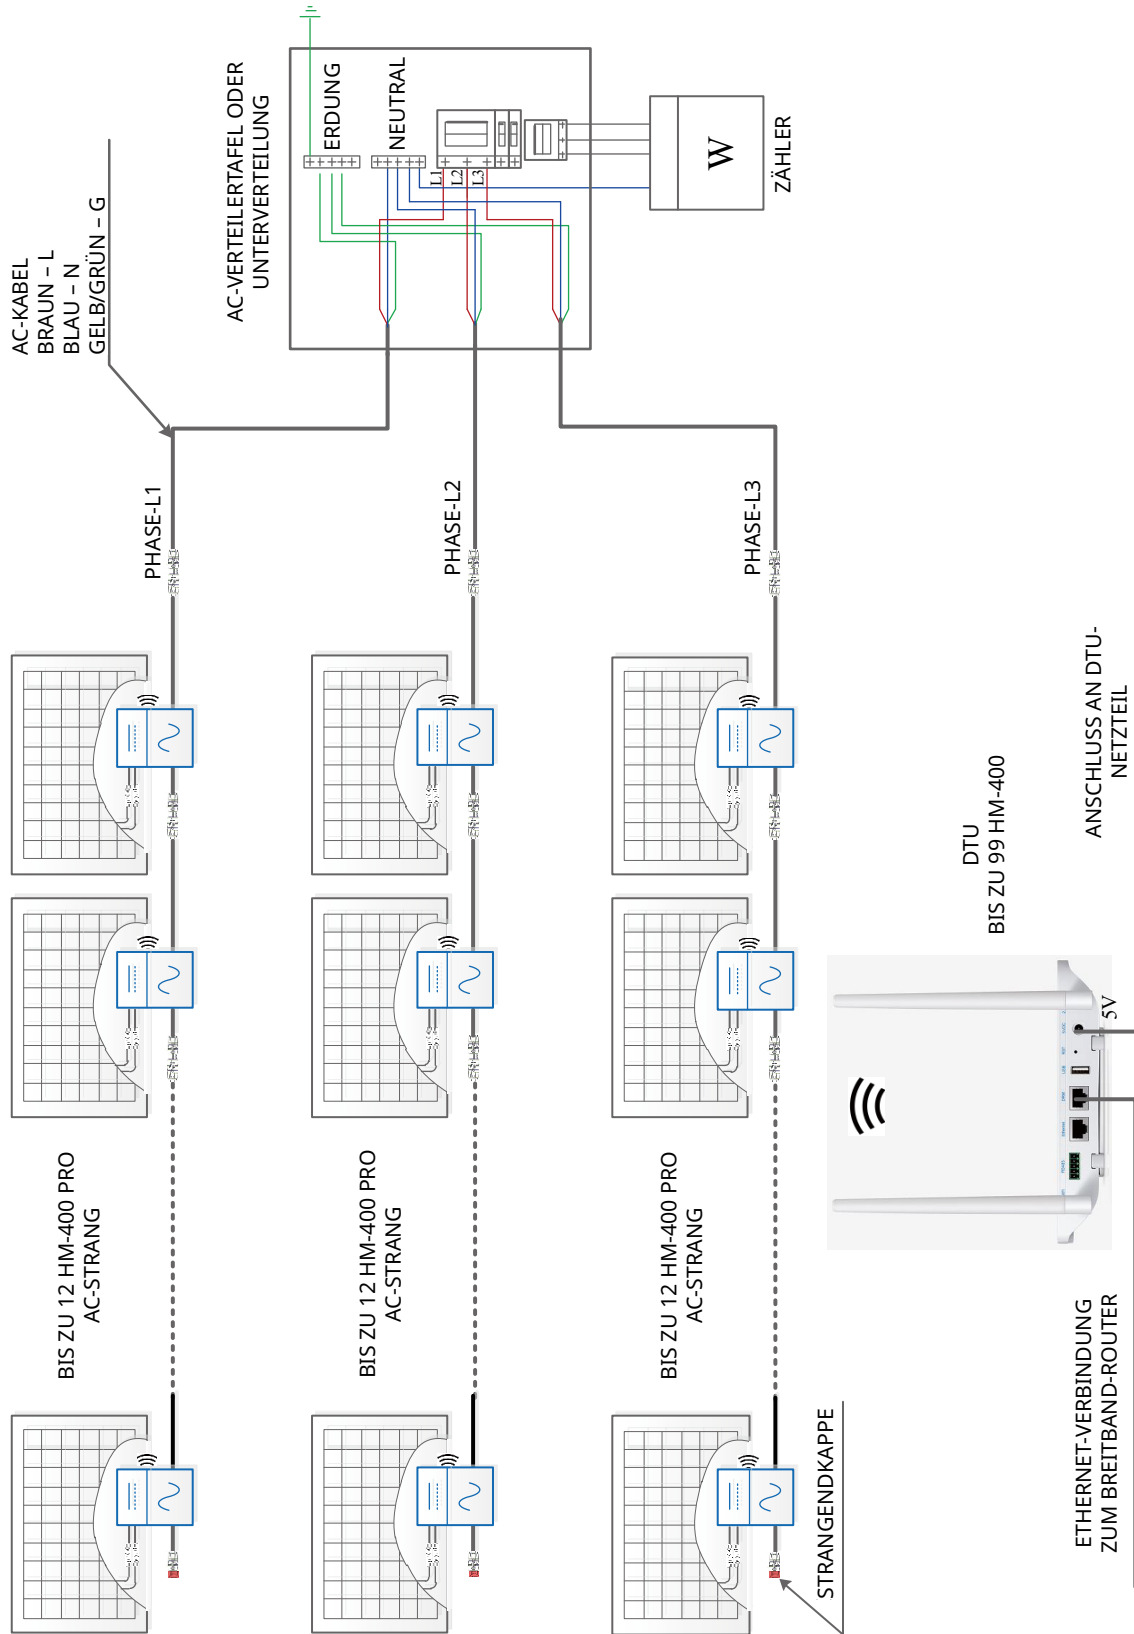 AC-KABEL
BRAUN – L
BLAU – N
GELB/GRÜN – G
AC-VERTEILERTAFEL ODER
UNTERVERTEILUNG
ERDUNG
NEUTRAL
L1
L2
L3
W
ZÄHLER
PHASE-L1
PHASE-L2
PHASE-L3
BIS ZU 12 HM-400 PRO
AC-STRANG
BIS ZU 12 HM-400 PRO
AC-STRANG
BIS ZU 12 HM-400 PRO
AC-STRANG
STRANGENDKAPPE
DTU
BIS ZU 99 HM-400
ANSCHLUSS AN DTU-
NETZTEIL
5V
ETHERNET-VERBINDUNG
ZUM BREITBAND-ROUTER